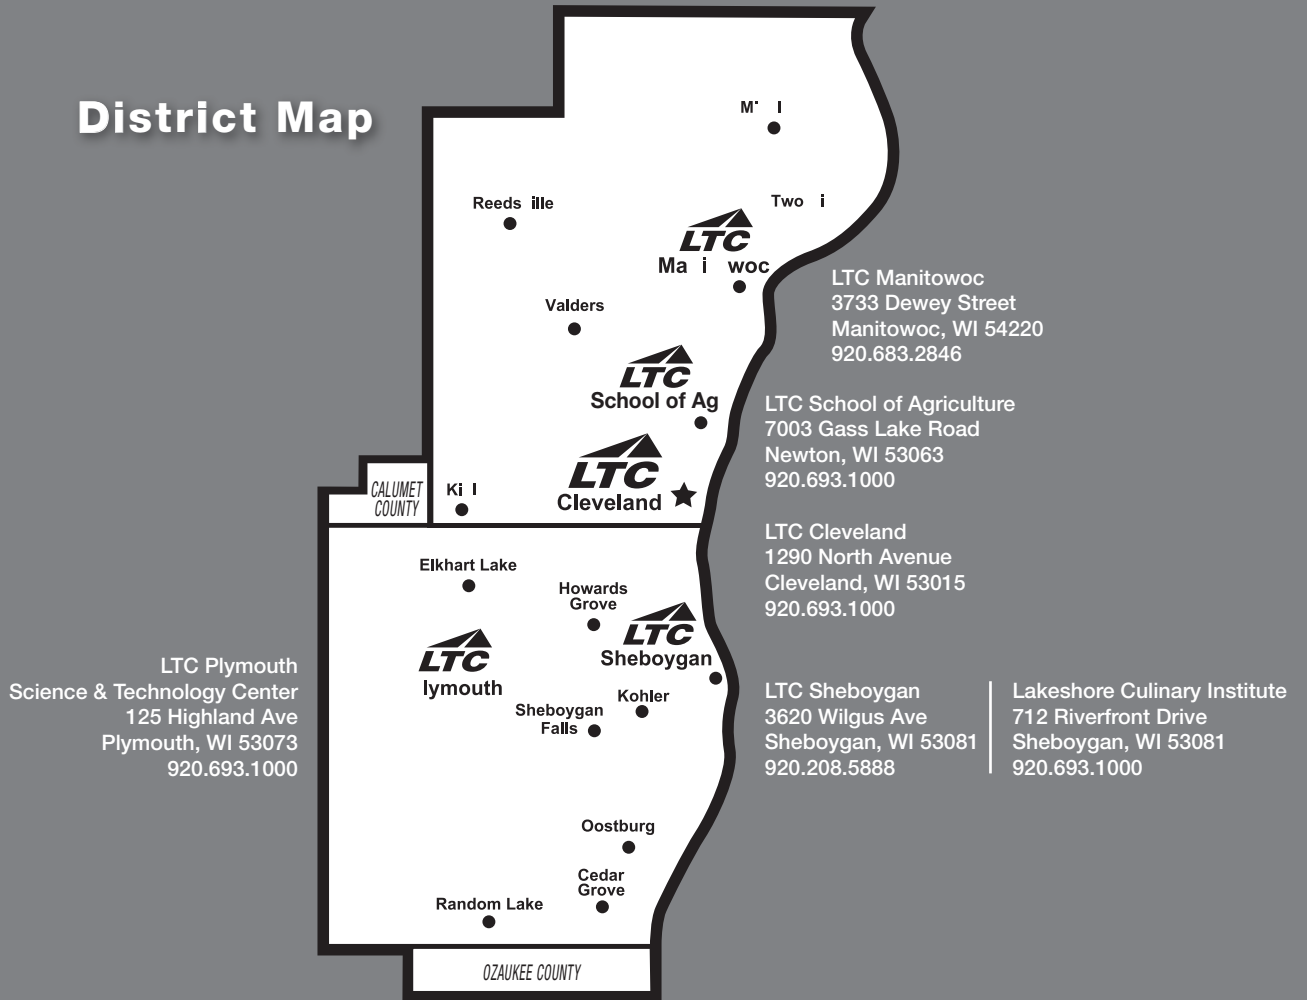 District Map
Reeds ille
Two i
LTC
Ma i woc
Valders
LTC
School of Ag
LTC
Cleveland
CALUMET
COUNTY
Ki l
LTC Manitowoc
3733 Dewey Street
Manitowoc, WI 54220
920.683.2846
LTC School of Agriculture
7003 Gass Lake Road
Newton, WI 53063
920.693.1000
LTC Cleveland
1290 North Avenue
Cleveland, WI 53015
920.693.1000
Elkhart Lake
Howards
Grove
LTC
Sheboygan
LTC
lymouth
Kohler
Sheboygan
Falls
LTC Plymouth
Science & Technology Center
125 Highland Ave
Plymouth, WI 53073
920.693.1000
LTC Sheboygan
3620 Wilgus Ave
Sheboygan, WI 53081
920.208.5888
Lakeshore Culinary Institute
712 Riverfront Drive
Sheboygan, WI 53081
920.693.1000
Oostburg
Cedar
Grove
Random Lake
OZAUKEE COUNTY